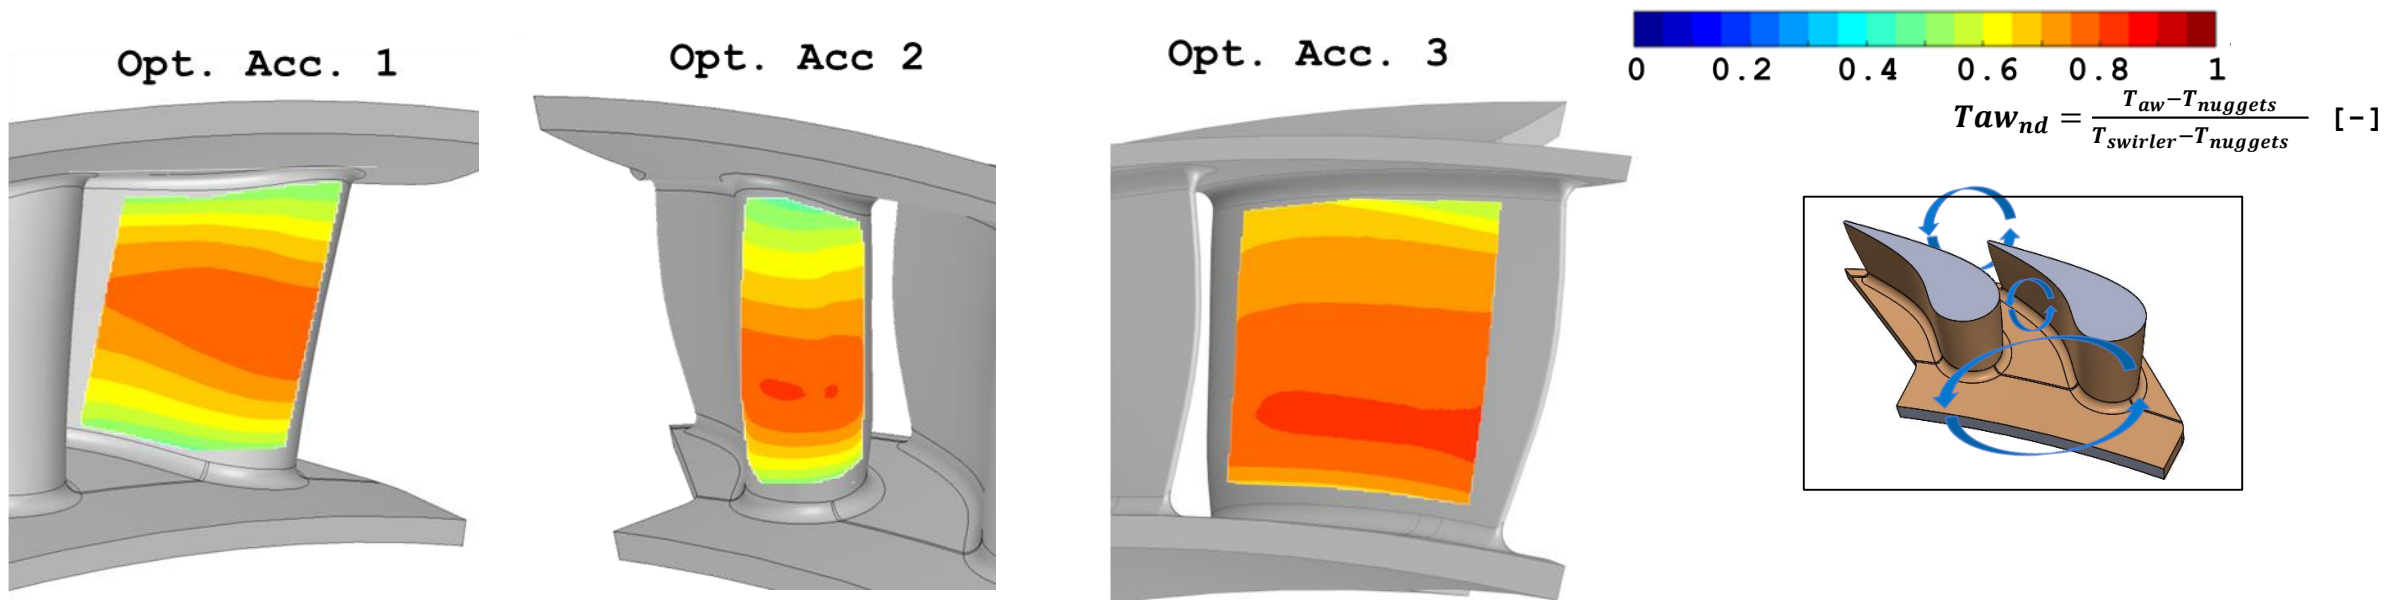 Opt. Acc. 1
Opt. Acc 2
Opt. Acc. 3
0 0.2 0.4 0.6 0.8 1
Taw_nd = (T_aw−T_nuggets)/(T_swirler−T_nuggets) [-]